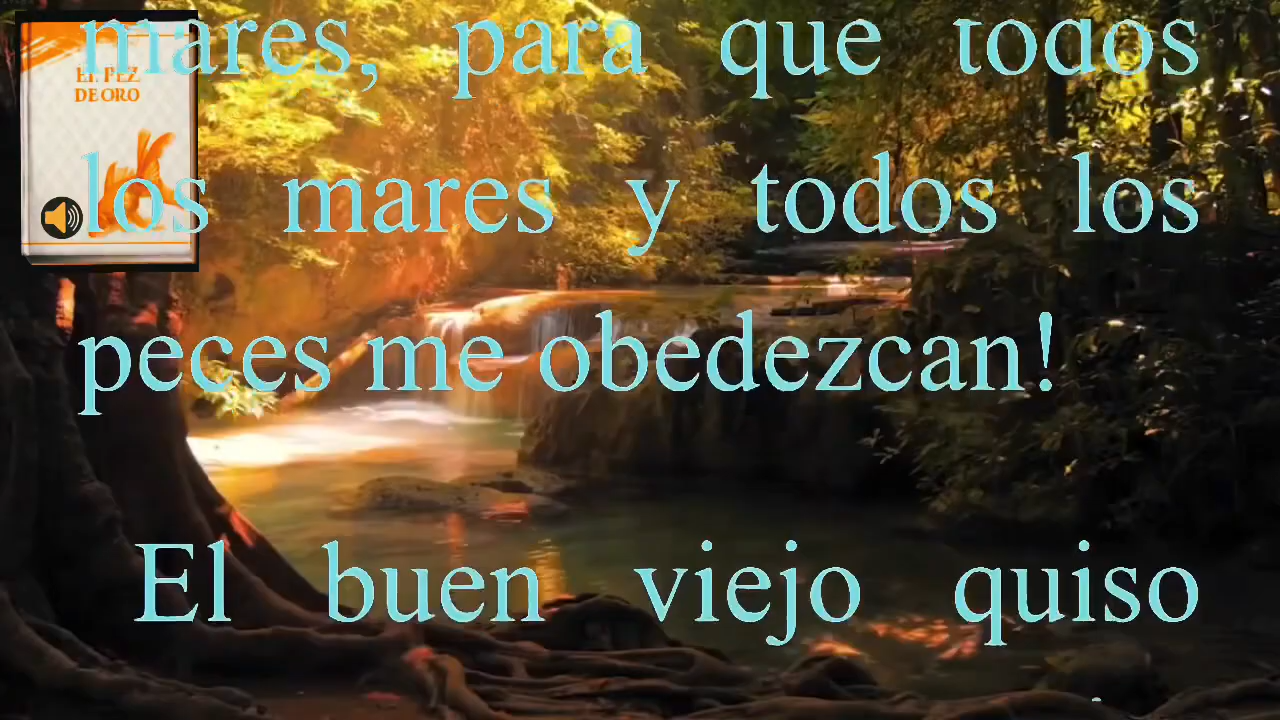 mares, para que todos
EL PEZ
DE ORO
los mares y todos los
peces me obedezcan!
El buen viejo quiso